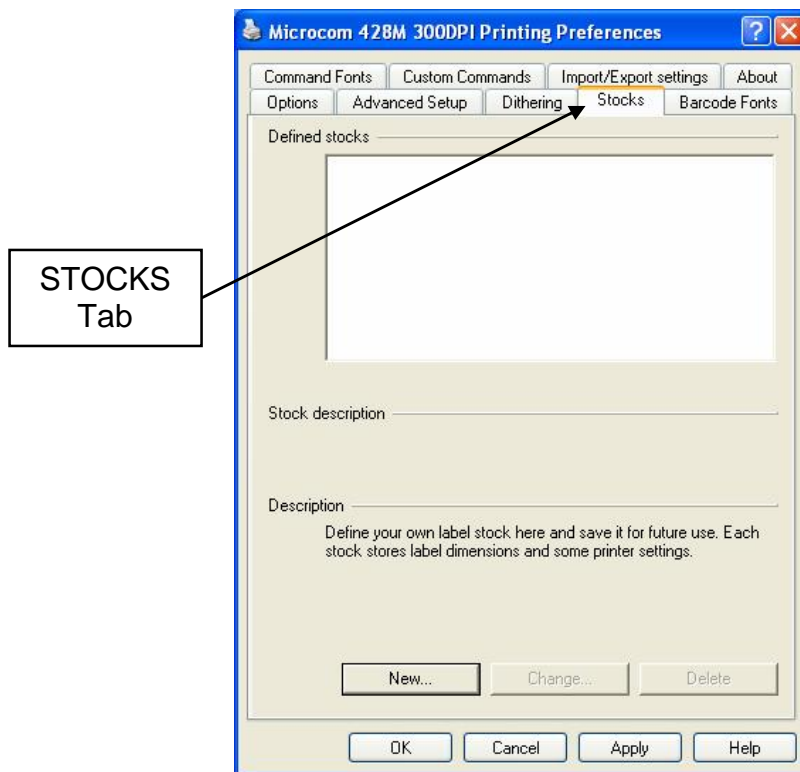 Microcom 428M 300DPI Printing Preferences
Command Fonts Custom Commands Import/Export settings About
Options Advanced Setup Dithering Stocks Barcode Fonts
Defined stocks
STOCKS
Tab
Stock description
Description
Define your own label stock here and save it for future use. Each
stock stores label dimensions and some printer settings.
New... Change... Delete
OK Cancel Apply Help